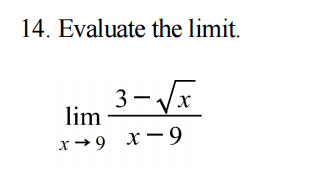 14. Evaluate the limit.
lim 3 − √x
x → 9 x − 9